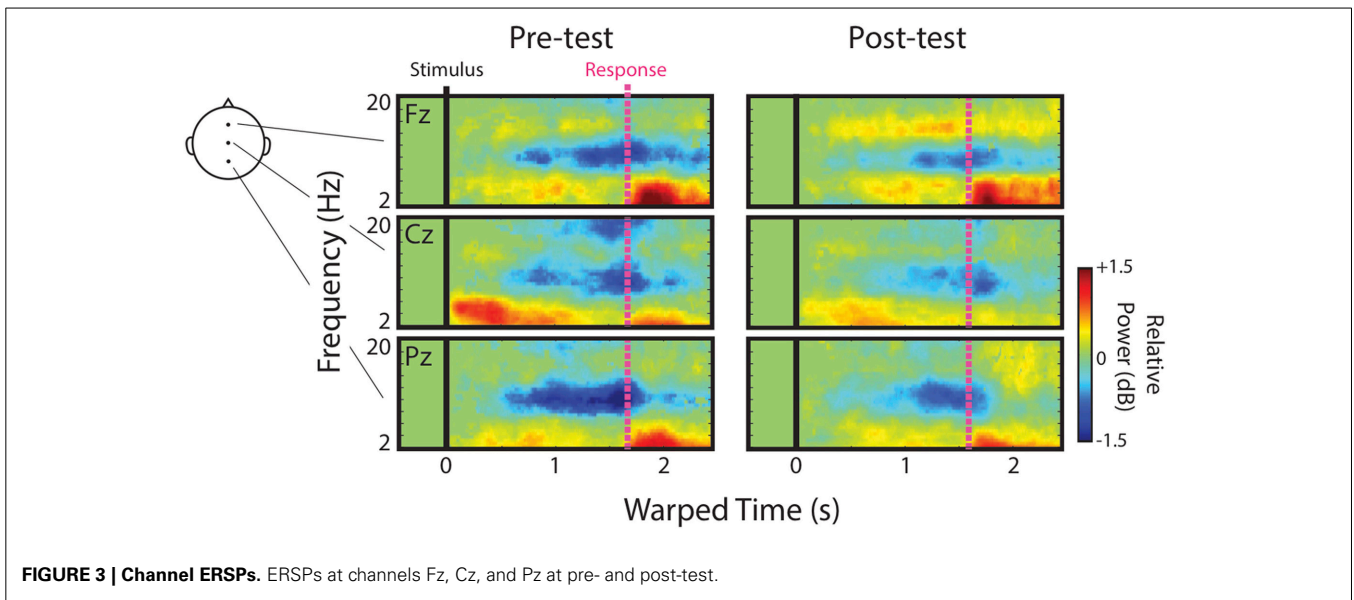 Pre-test
Post-test
Stimulus
Response
20
Fz
2
20
Cz
2
20
Pz
2
Frequency (Hz)
+1.5
0
-1.5
Relative
Power (dB)
0
1
2
0
1
2
Warped Time (s)
FIGURE 3 | Channel ERSPs. ERSPs at channels Fz, Cz, and Pz at pre- and post-test.